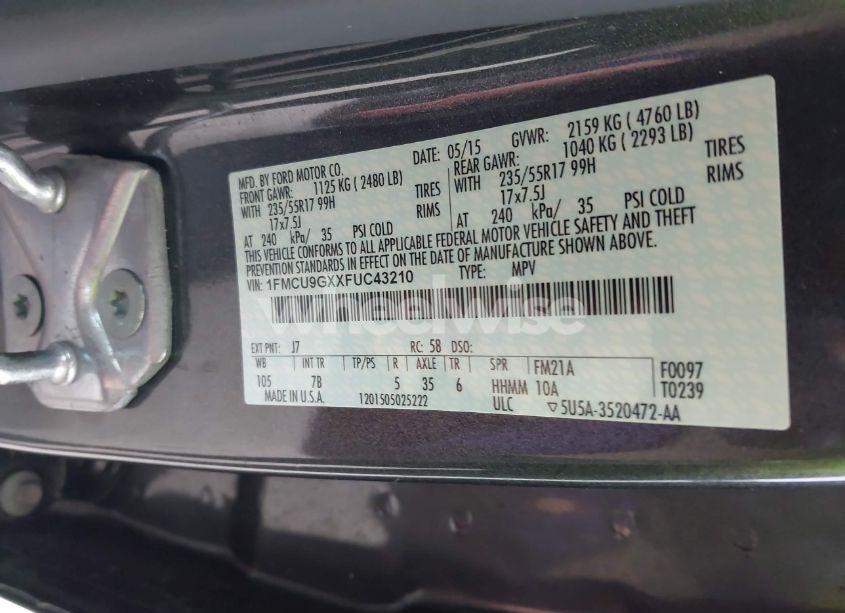 MFD. BY FORD MOTOR CO. DATE: 05/15 GVWR: 2159 KG ( 4760 LB)
FRONT GAWR: 1125 KG ( 2480 LB) REAR GAWR: 1040 KG ( 2293 LB)
WITH 235/55R17 99H TIRES WITH 235/55R17 99H TIRES
17x7.5J RIMS 17x7.5J RIMS
AT 240 kPa/ 35 PSI COLD AT 240 kPa/ 35 PSI COLD
THIS VEHICLE CONFORMS TO ALL APPLICABLE FEDERAL MOTOR VEHICLE SAFETY AND THEFT
PREVENTION STANDARDS IN EFFECT ON THE DATE OF MANUFACTURE SHOWN ABOVE.
VIN: 1FMCU9GXXFUC43210 TYPE: MPV
wheelwise
EXT PNT: J7 RC: 58 DSO:
WB INT TR TP/PS R AXLE TR SPR FM21A F0097
105 7B 5 35 6 HHMM 10A T0239
MADE IN U.S.A. 1201505025222 ULC ▽5U5A-3520472-AA